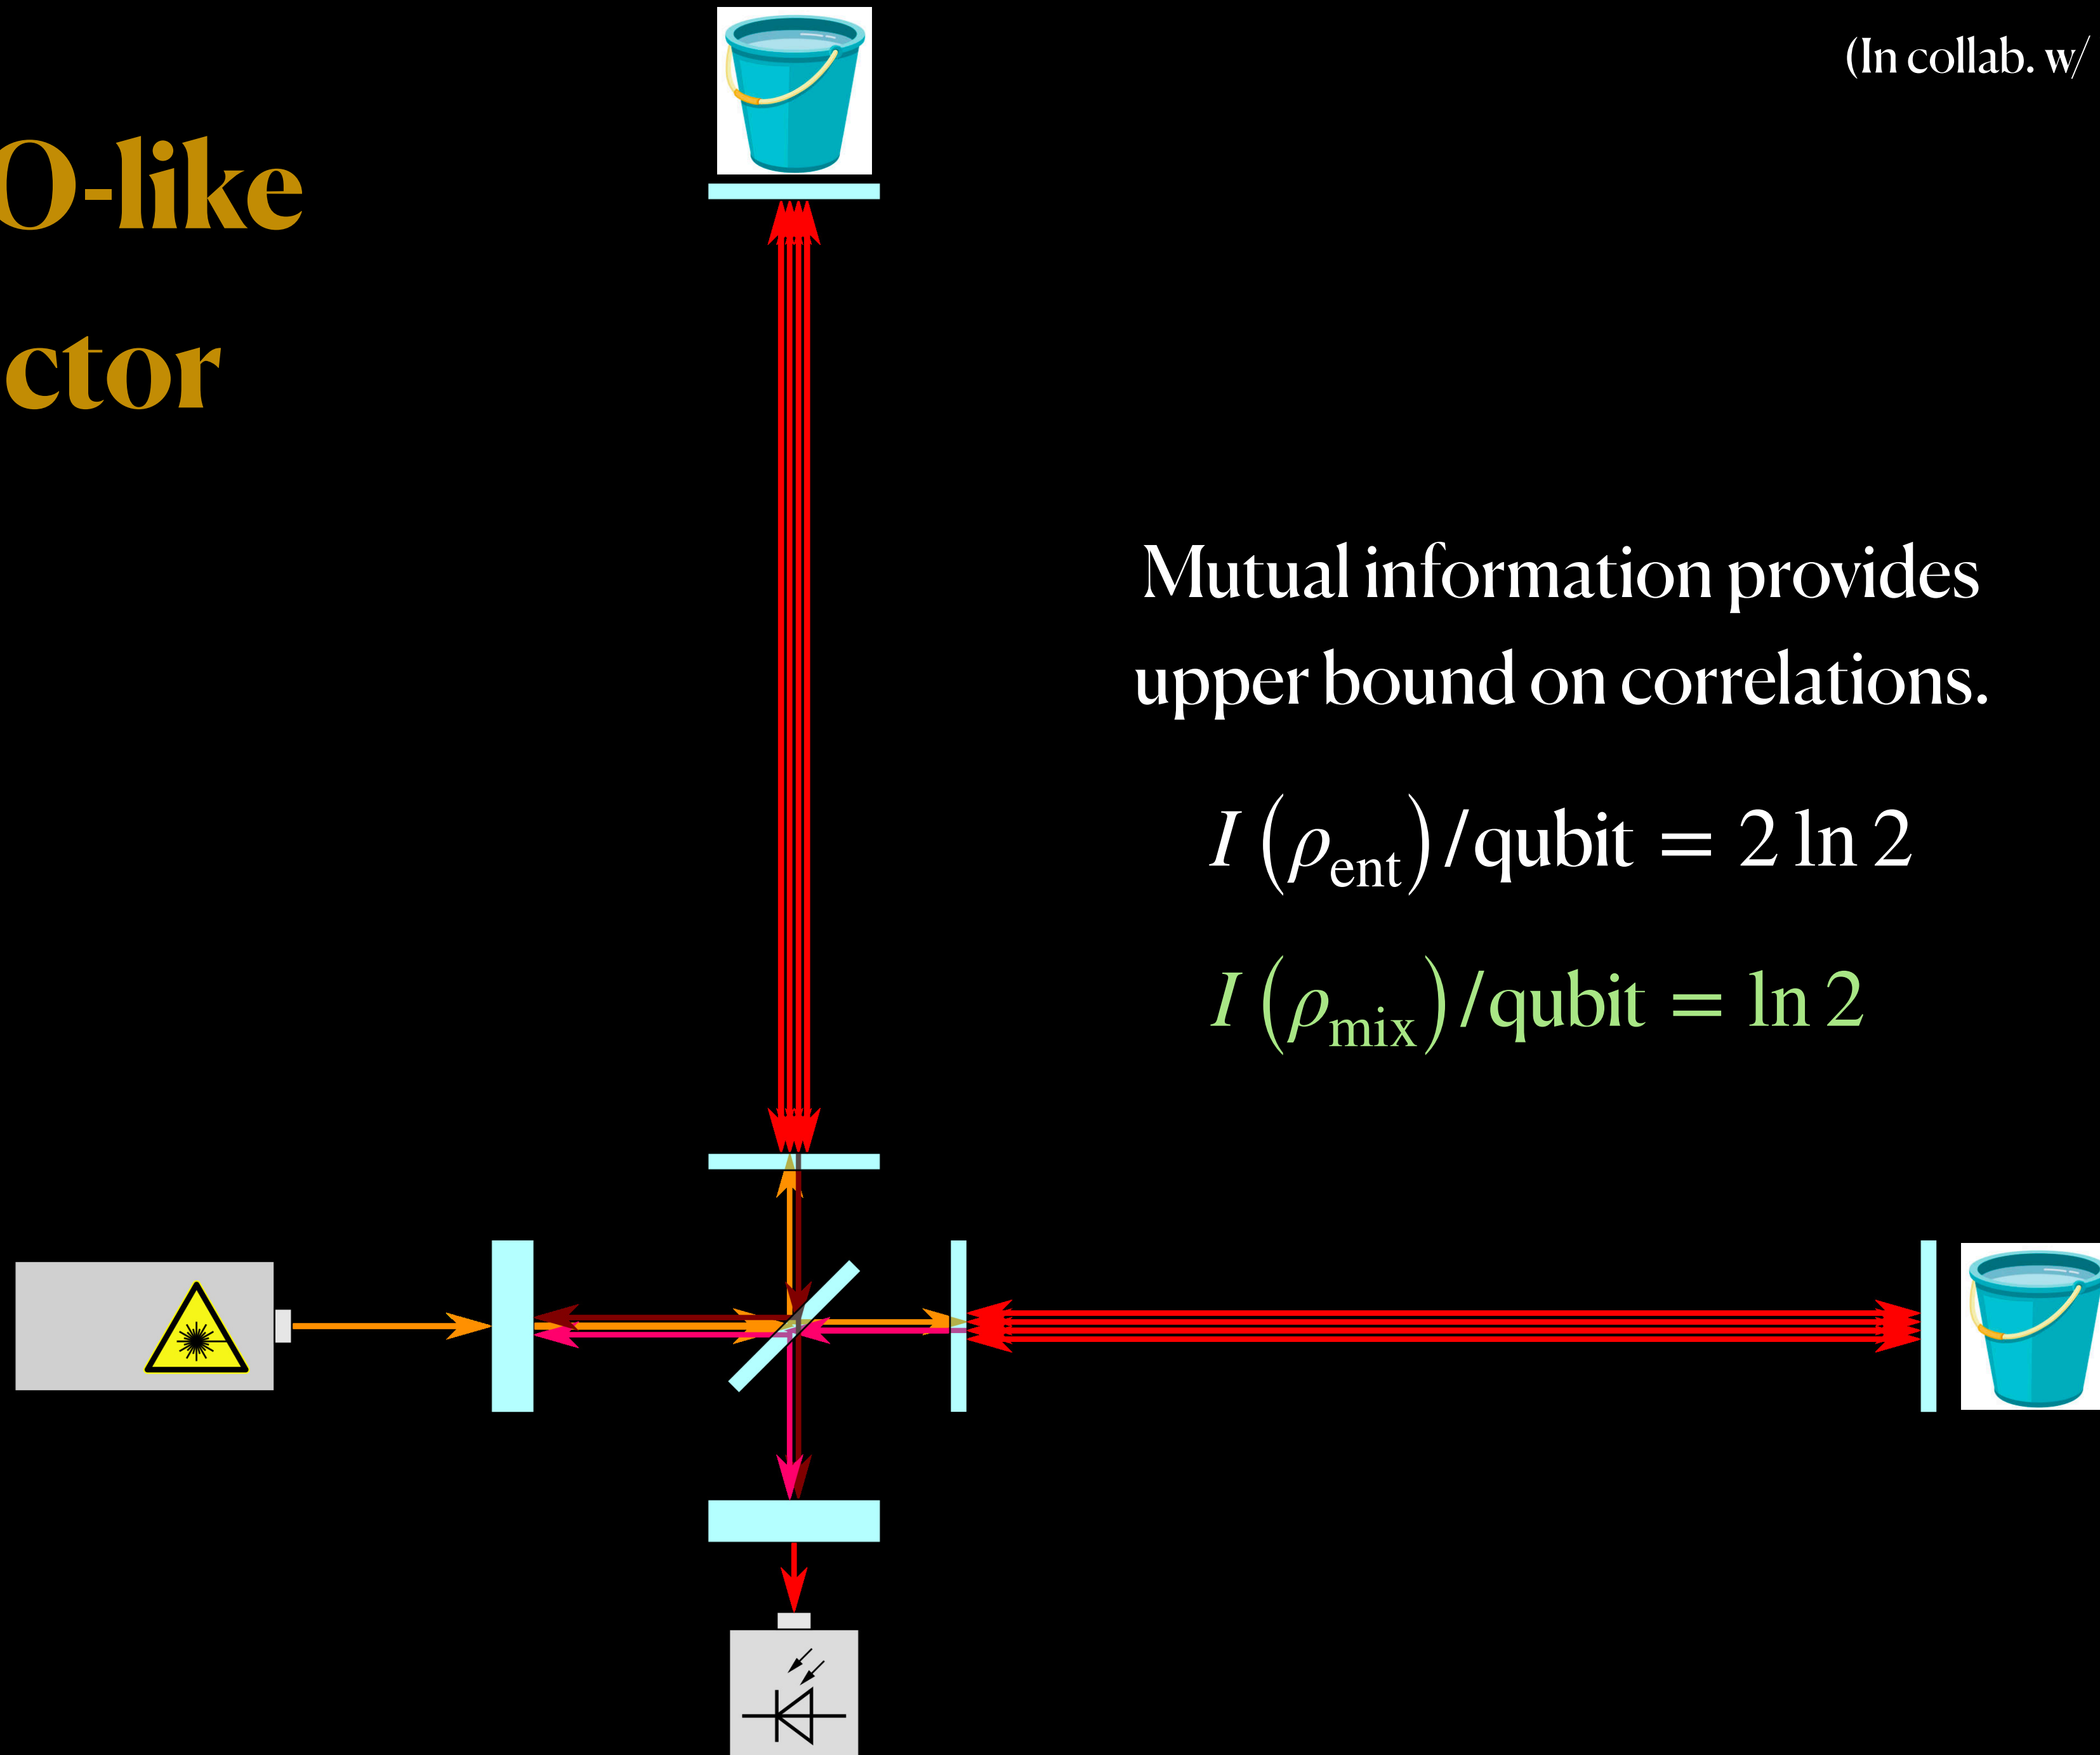 (In collab. w/
O-like
ctor
Mutual information provides
upper bound on correlations.
I (ρ_ent) /qubit = 2 ln 2
I (ρ_mix) /qubit = ln 2